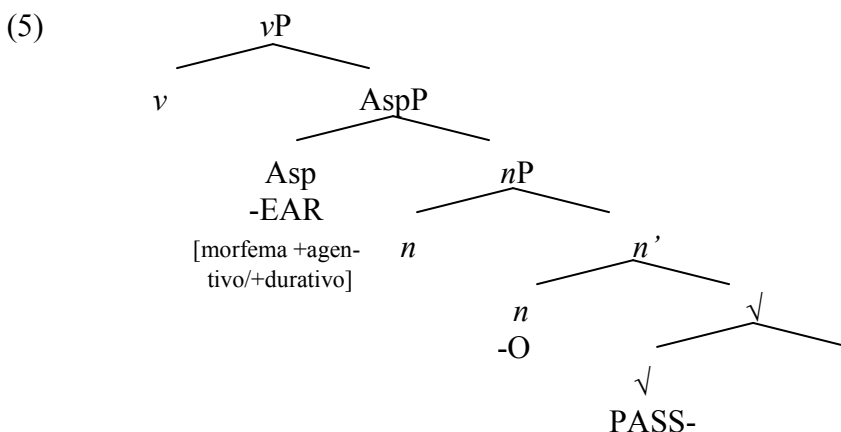 (5)
vP
v AspP
Asp nP
-EAR
[morfema +agen-
tivo/+durativo]
n n’
n √
-O
√
PASS-